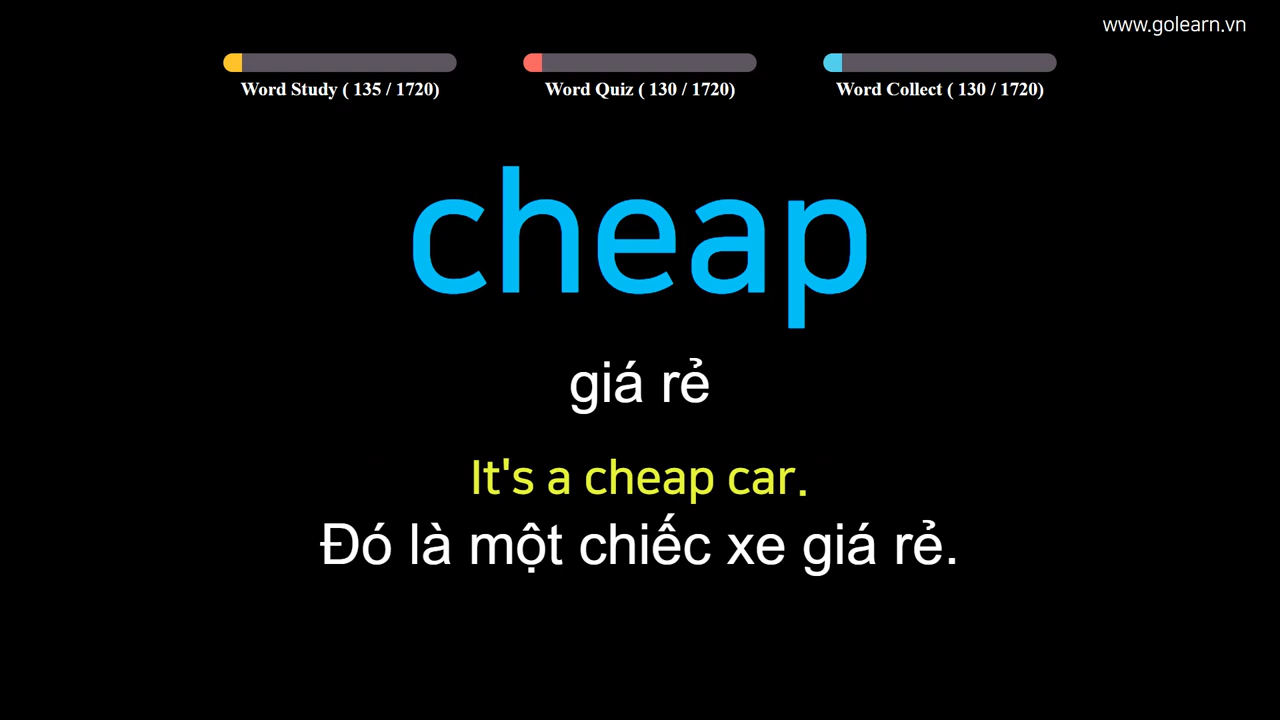 www.golearn.vn
Word Study ( 135 / 1720)
Word Quiz ( 130 / 1720)
Word Collect ( 130 / 1720)
cheap
giá rẻ
It's a cheap car.
Đó là một chiếc xe giá rẻ.